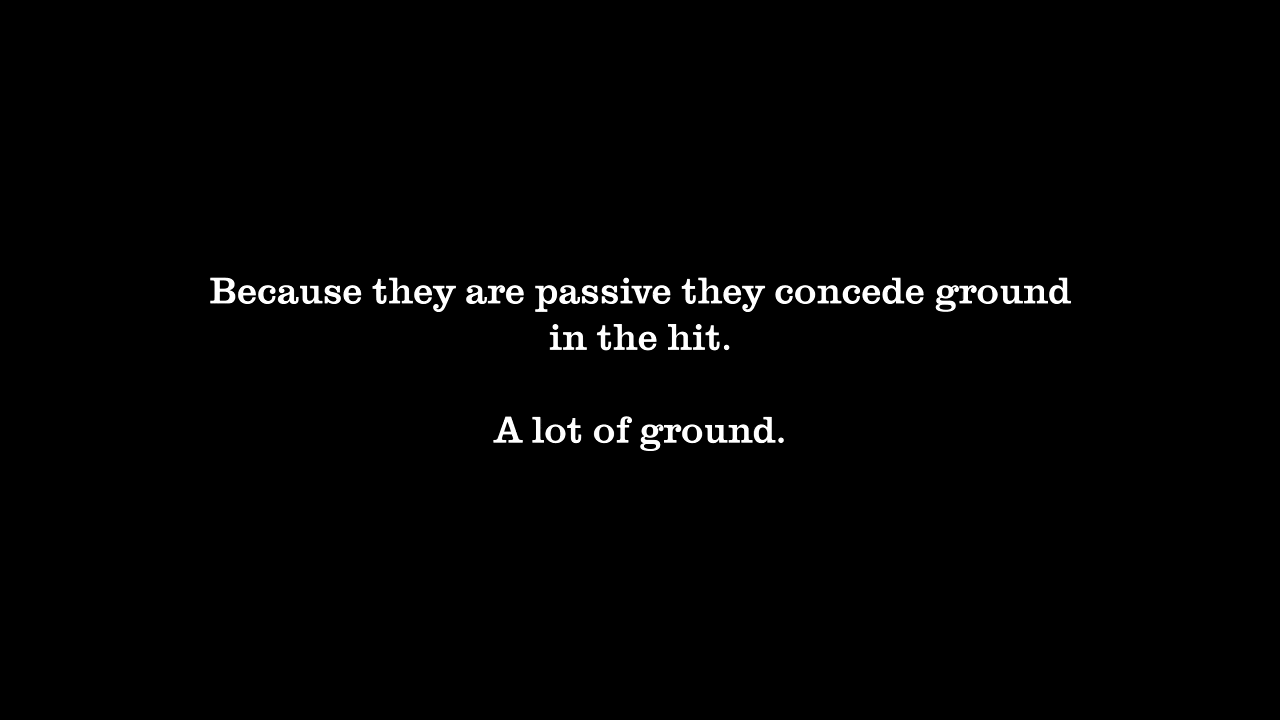 Because they are passive they concede ground
in the hit.
A lot of ground.